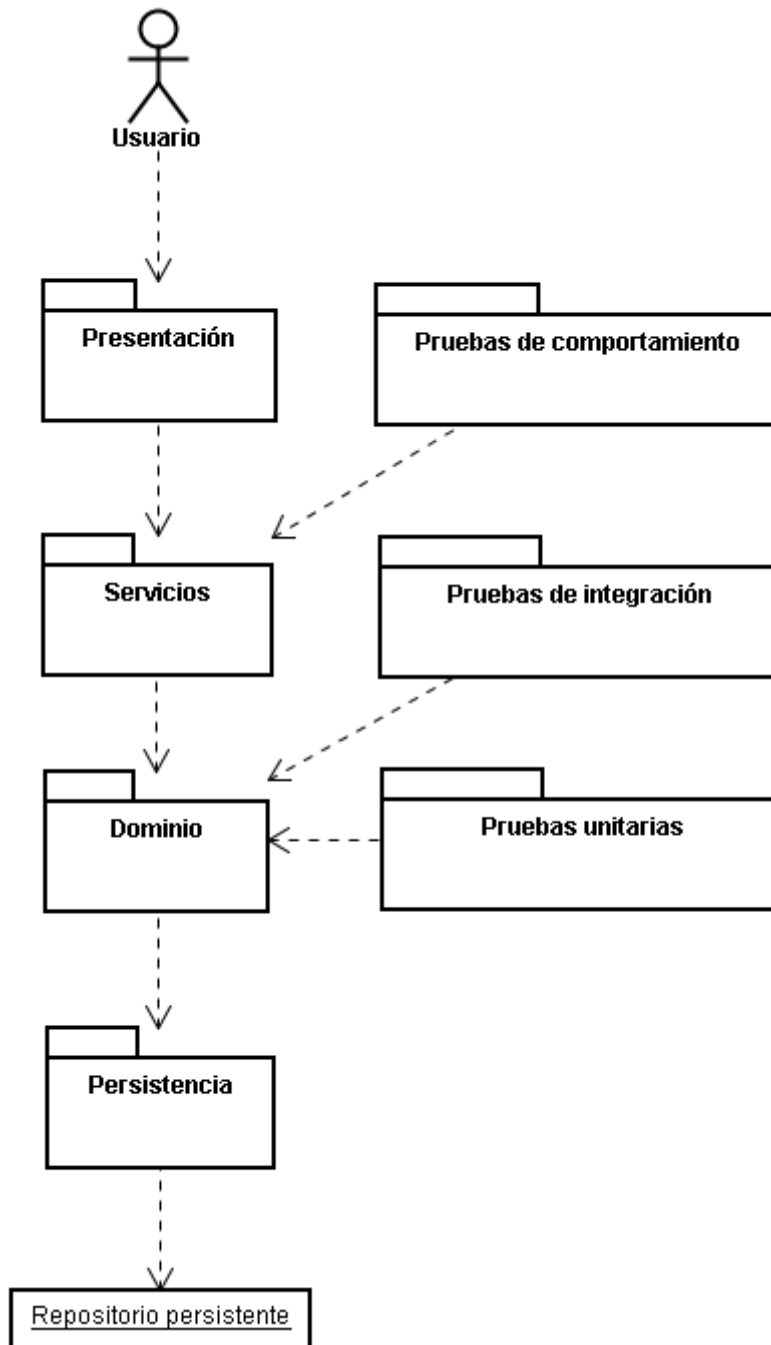 Usuario
Presentación
Pruebas de comportamiento
Servicios
Pruebas de integración
Dominio
Pruebas unitarias
Persistencia
Repositorio persistente